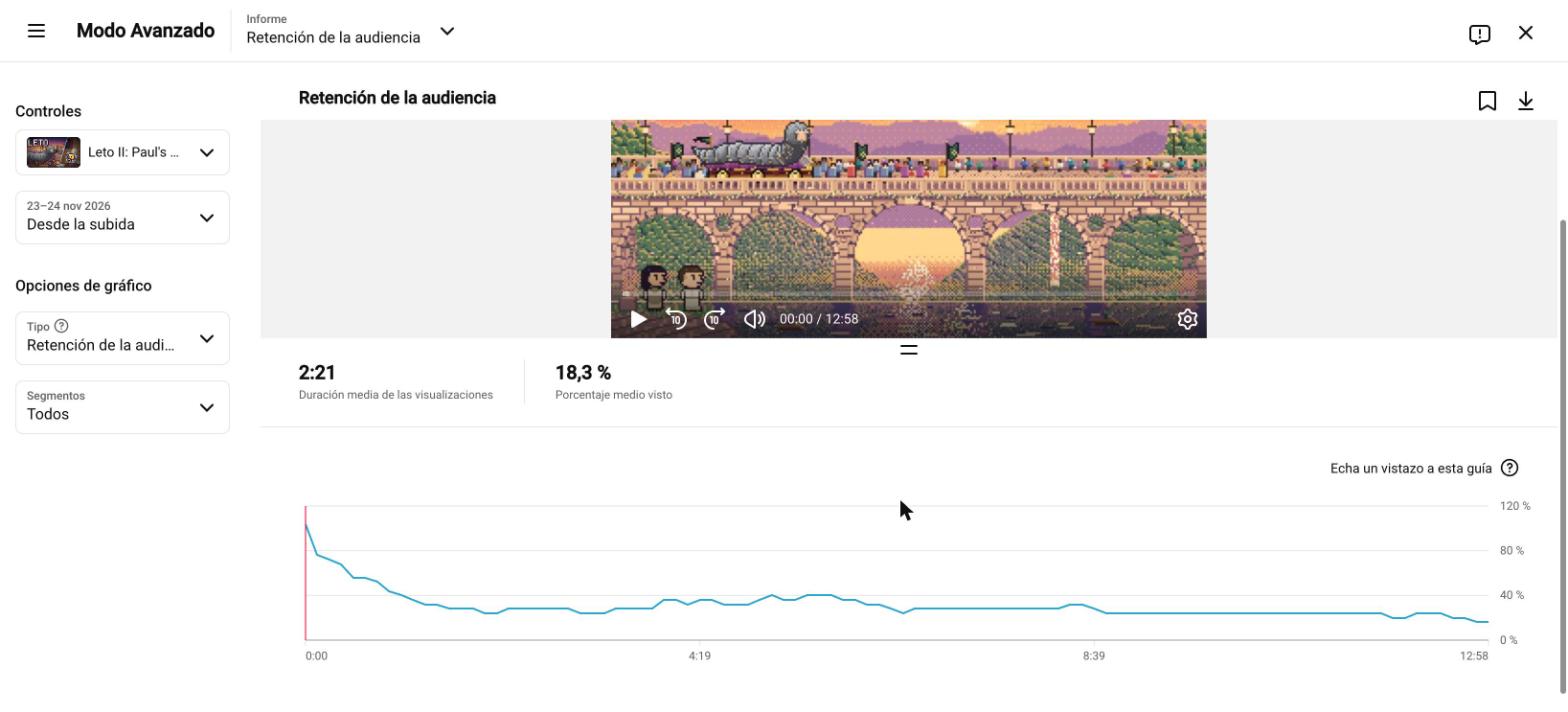 Modo Avanzado
Informe
Retención de la audiencia
Retención de la audiencia
Controles
LETO
Leto II: Paul's ...
23–24 nov 2026
Desde la subida
Opciones de gráfico
Tipo
Retención de la audi...
Segmentos
Todos
10
10
00:00 / 12:58
2:21
Duración media de las visualizaciones
18,3 %
Porcentaje medio visto
Echa un vistazo a esta guía
120 %
80 %
40 %
0 %
0:00
4:19
8:39
12:58